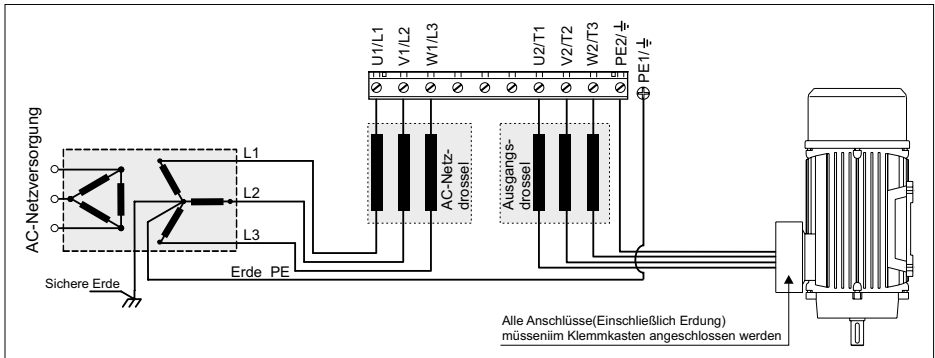 U1/L1
V1/L2
W1/L3
U2/T1
V2/T2
W2/T3
PE2/⏚
PE1/⏚
AC-Netzversorgung
L1
L2
L3
AC-Netz-
drossel
Ausgangs-
drossel
Erde PE
Sichere Erde
Alle Anschlüsse(Einschließlich Erdung)
müsseniim Klemmkasten angeschlossen werden